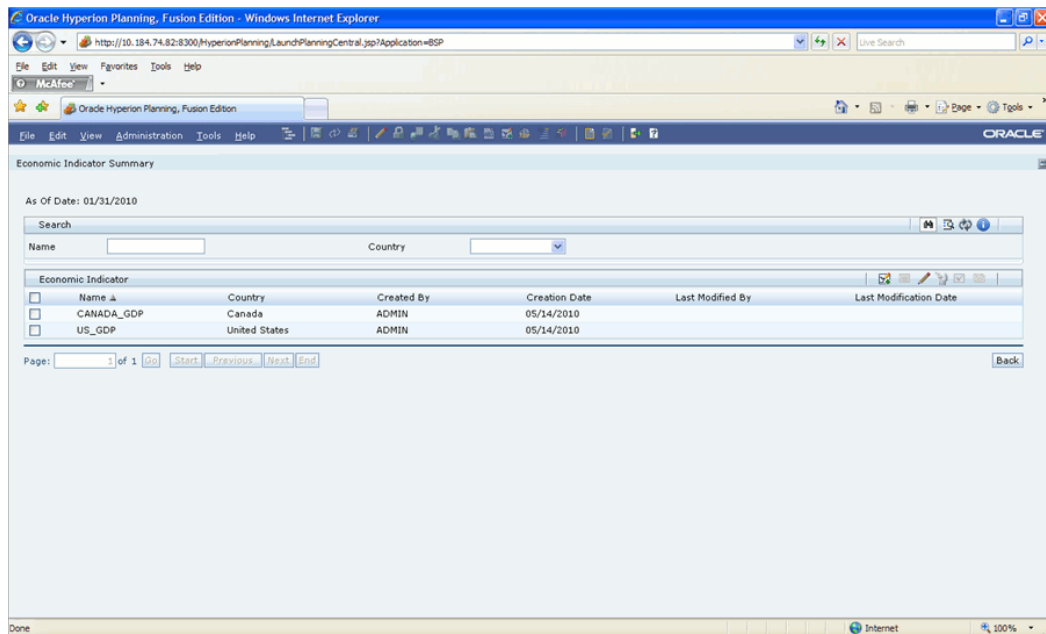 Oracle Hyperion Planning, Fusion Edition - Windows Internet Explorer
http://10.184.74.82:8300/HyperionPlanning/LaunchPlanningCentral.jsp?Application=BSP
Live Search
File Edit View Favorites Tools Help
McAfee
Oracle Hyperion Planning, Fusion Edition
Page Tools
File Edit View Administration Tools Help
ORACLE
Economic Indicator Summary
As Of Date: 01/31/2010
Search
Name Country
Economic Indicator
Name Country Created By Creation Date Last Modified By Last Modification Date
CANADA_GDP Canada ADMIN 05/14/2010
US_GDP United States ADMIN 05/14/2010
Page: 1 of 1 Go Start Previous Next End Back
Done Internet 100%